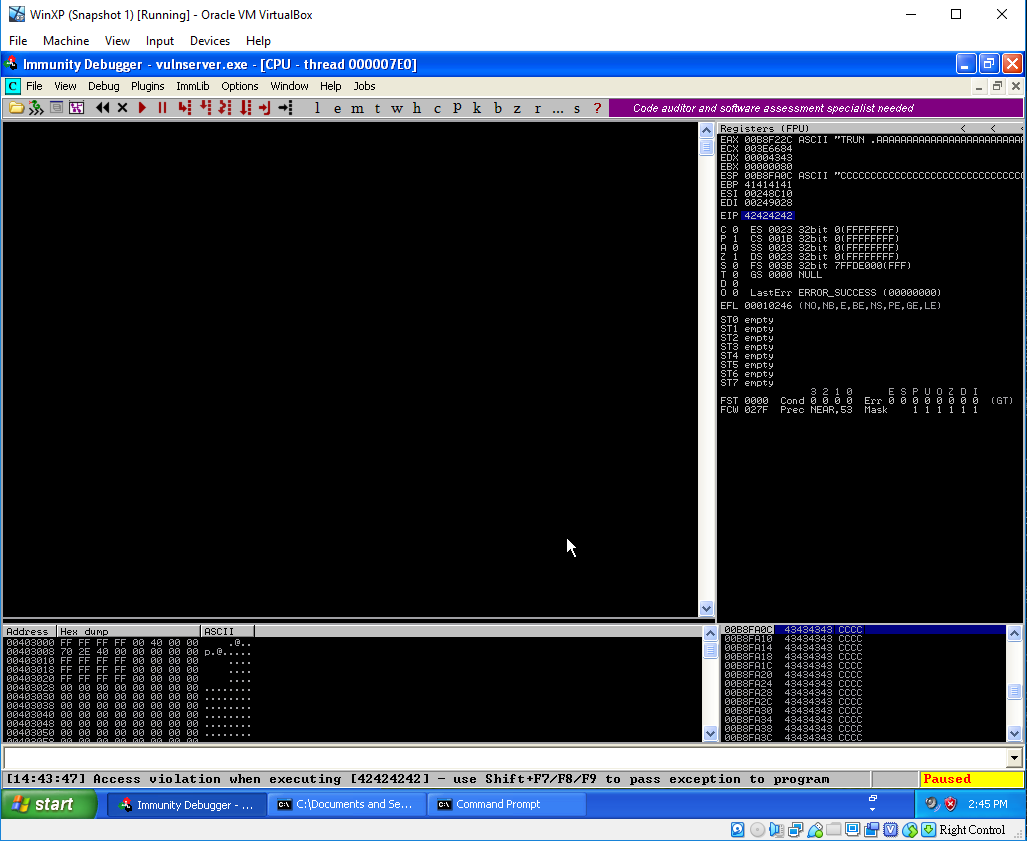 WinXP (Snapshot 1) [Running] - Oracle VM VirtualBox
File Machine View Input Devices Help
Immunity Debugger - vulnserver.exe - [CPU - thread 000007E0]
C File View Debug Plugins ImmLib Options Window Help Jobs
l e m t w h c P k b z r ... s ? Code auditor and software assessment specialist needed
Registers (FPU) < < <
EAX 00B8F22C ASCII "TRUN .AAAAAAAAAAAAAAAAAAAAAAAA
ECX 003E6684
EDX 00004343
EBX 00000080
ESP 00B8FA0C ASCII "CCCCCCCCCCCCCCCCCCCCCCCCCCCCCC
EBP 41414141
ESI 00248C10
EDI 00249028
EIP 42424242
C 0 ES 0023 32bit 0(FFFFFFFF)
P 1 CS 001B 32bit 0(FFFFFFFF)
A 0 SS 0023 32bit 0(FFFFFFFF)
Z 1 DS 0023 32bit 0(FFFFFFFF)
S 0 FS 003B 32bit 7FFDE000(FFF)
T 0 GS 0000 NULL
D 0
O 0 LastErr ERROR_SUCCESS (00000000)
EFL 00010246 (NO,NB,E,BE,NS,PE,GE,LE)
ST0 empty
ST1 empty
ST2 empty
ST3 empty
ST4 empty
ST5 empty
ST6 empty
ST7 empty
3 2 1 0 E S P U O Z D I
FST 0000 Cond 0 0 0 0 Err 0 0 0 0 0 0 0 0 (GT)
FCW 027F Prec NEAR,53 Mask 1 1 1 1 1 1
Address Hex dump ASCII
00403000 FF FF FF FF 00 40 00 00 .@..
00403008 70 2E 40 00 00 00 00 00 p.@.....
00403010 FF FF FF FF 00 00 00 00 ....
00403018 FF FF FF FF 00 00 00 00 ....
00403020 FF FF FF FF 00 00 00 00 ....
00403028 00 00 00 00 00 00 00 00 ........
00403030 00 00 00 00 00 00 00 00 ........
00403038 00 00 00 00 00 00 00 00 ........
00403040 00 00 00 00 00 00 00 00 ........
00403048 00 00 00 00 00 00 00 00 ........
00403050 00 00 00 00 00 00 00 00 ........
00403058 00 00 00 00 00 00 00 00 ........
00B8FA0C 43434343 CCCC
00B8FA10 43434343 CCCC
00B8FA14 43434343 CCCC
00B8FA18 43434343 CCCC
00B8FA1C 43434343 CCCC
00B8FA20 43434343 CCCC
00B8FA24 43434343 CCCC
00B8FA28 43434343 CCCC
00B8FA2C 43434343 CCCC
00B8FA30 43434343 CCCC
00B8FA34 43434343 CCCC
00B8FA38 43434343 CCCC
00B8FA3C 43434343 CCCC
[14:43:47] Access violation when executing [42424242] - use Shift+F7/F8/F9 to pass exception to program Paused
start Immunity Debugger - ... C:\Documents and Se... Command Prompt 2:45 PM
Right Control